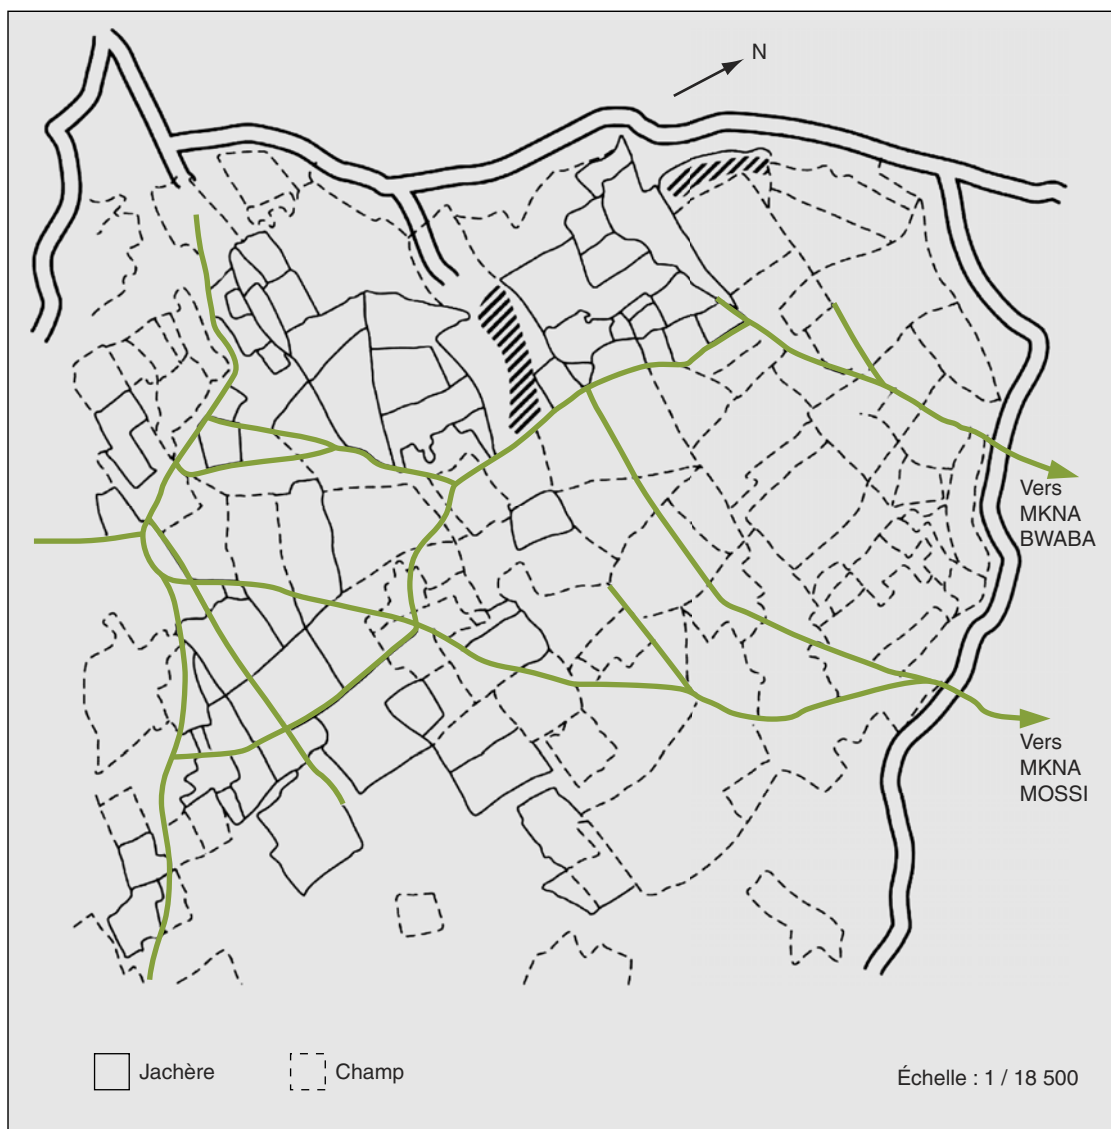 N
Vers
MKNA
BWABA
Vers
MKNA
MOSSI
Jachère
Champ
Échelle : 1 / 18 500